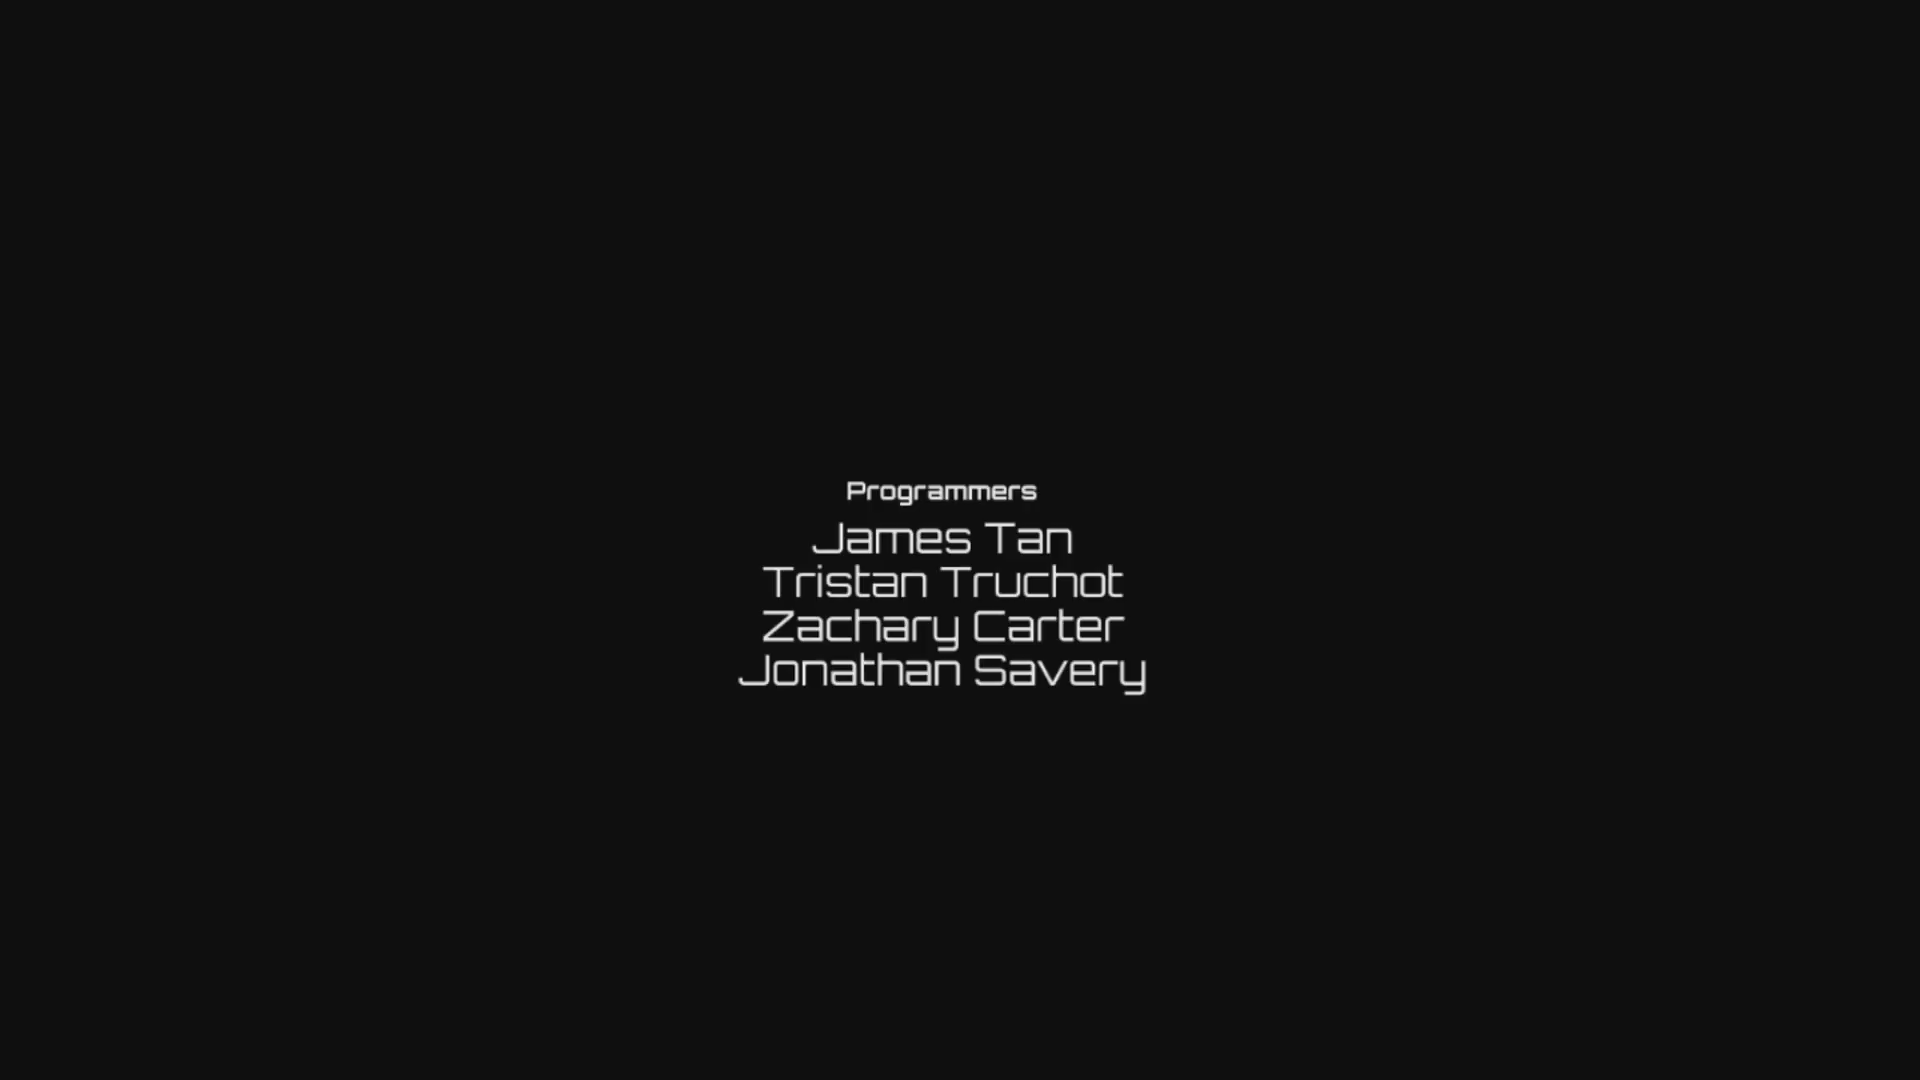 Programmers
James Tan
Tristan Truchot
Zachary Carter
Jonathan Savery